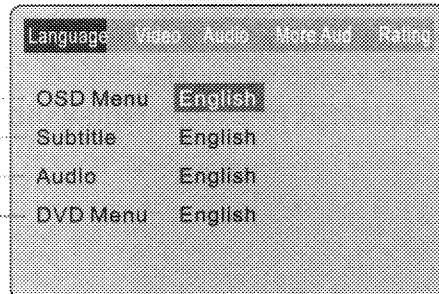 Language Video Audio More Aud Rating
OSD Menu English
Subtitle English
Audio English
DVD Menu English